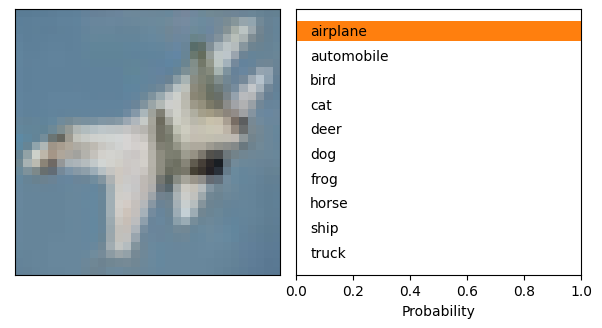 airplane
automobile
bird
cat
deer
dog
frog
horse
ship
truck
0.0 0.2 0.4 0.6 0.8 1.0
Probability